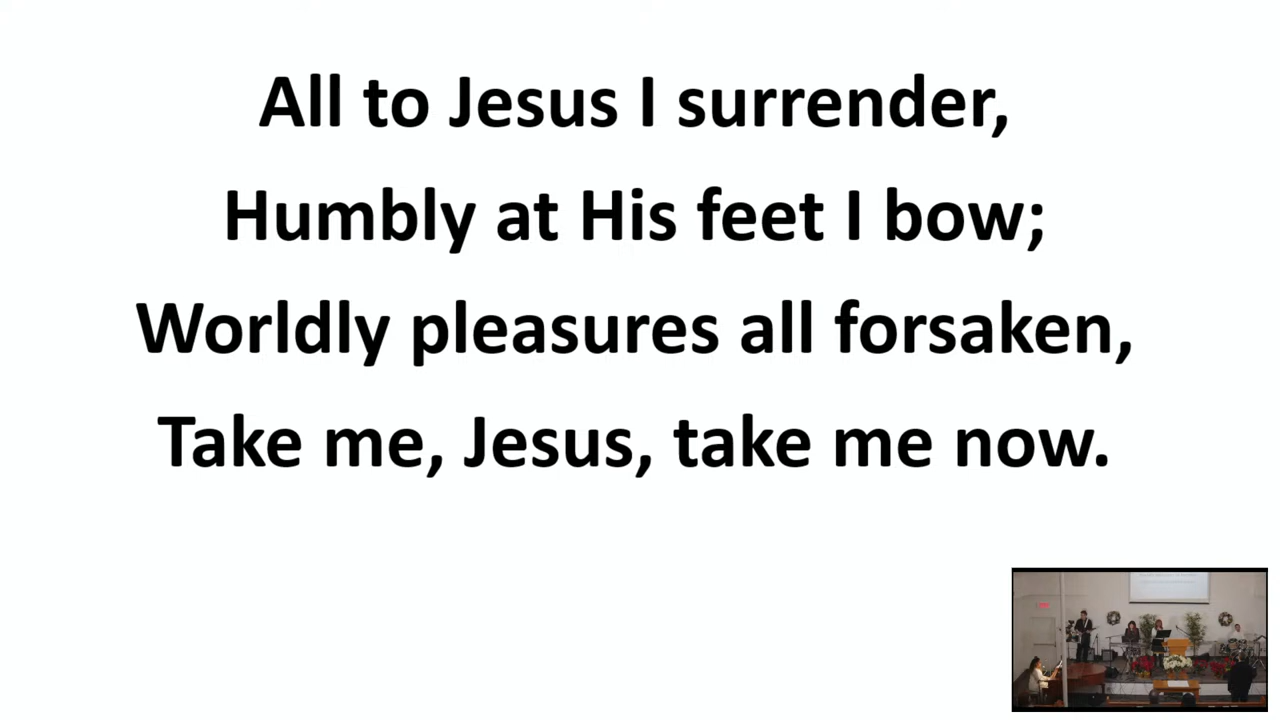 All to Jesus I surrender,
Humbly at His feet I bow;
Worldly pleasures all forsaken,
Take me, Jesus, take me now.